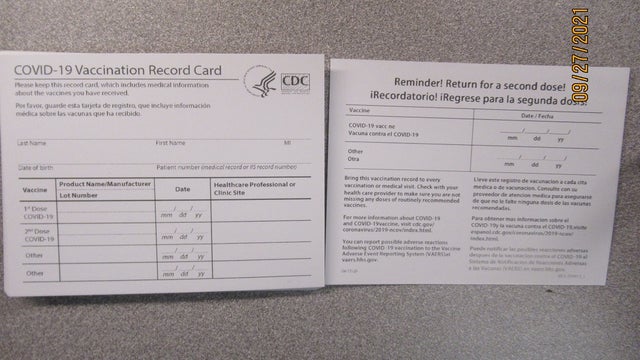 09/27/2021
COVID-19 Vaccination Record Card
CDC
Please keep this record card, which includes medical information
about the vaccines you have received.
Por favor, guarde esta tarjeta de registro, que incluye información
médica sobre las vacunas que ha recibido.
Last Name First Name MI
Date of birth Patient number (medical record or IIS record number)
Vaccine Product Name/Manufacturer Date Healthcare Professional or
Lot Number Clinic Site
1st Dose
COVID-19
mm dd yy
2nd Dose
COVID-19
mm dd yy
Other
mm dd yy
Other
mm dd yy
Reminder! Return for a second dose!
¡Recordatorio! ¡Regrese para la segunda dosis!
Vaccine Date / Fecha
COVID-19 vacc ne
Vacuna contra el COVID-19
mm dd yy
Other
Otra
mm dd yy
Bring this vaccination record to every
vaccination or medical visit. Check with your
health care provider to make sure you are not
missing any doses of routinely recommended
vaccines.
For more information about COVID-19
and COVID-19vaccine, visit cdc.gov/
coronavirus/2019-ncov/index.html.
You can report possible adverse reactions
following COVID-19 vaccination to the Vaccine
Adverse Event Reporting System (VAERS)at
vaers.hhs.gov.
Lleve este registro de vacunacion a cada cita
medica o de vacunacion. Consulte con su
proveedor de atencion medica para asegurarse
de que no le falte ninguna dosis de las vacunas
recomendadas.
Para obtener mas informacion sobre el
COVID-19 y la vacuna contra el COVID-19,visite
espanol.cdc.gov/coronavirus/2019-ncov/
index.html.
Puede notificar las posibles reacciones adversas
despues de la vacunacion contra el COVID-19 al
Sistema de Notificacion de Reacciones Adversas
a las Vacunas (VAERS) en vaers.hhs.gov.